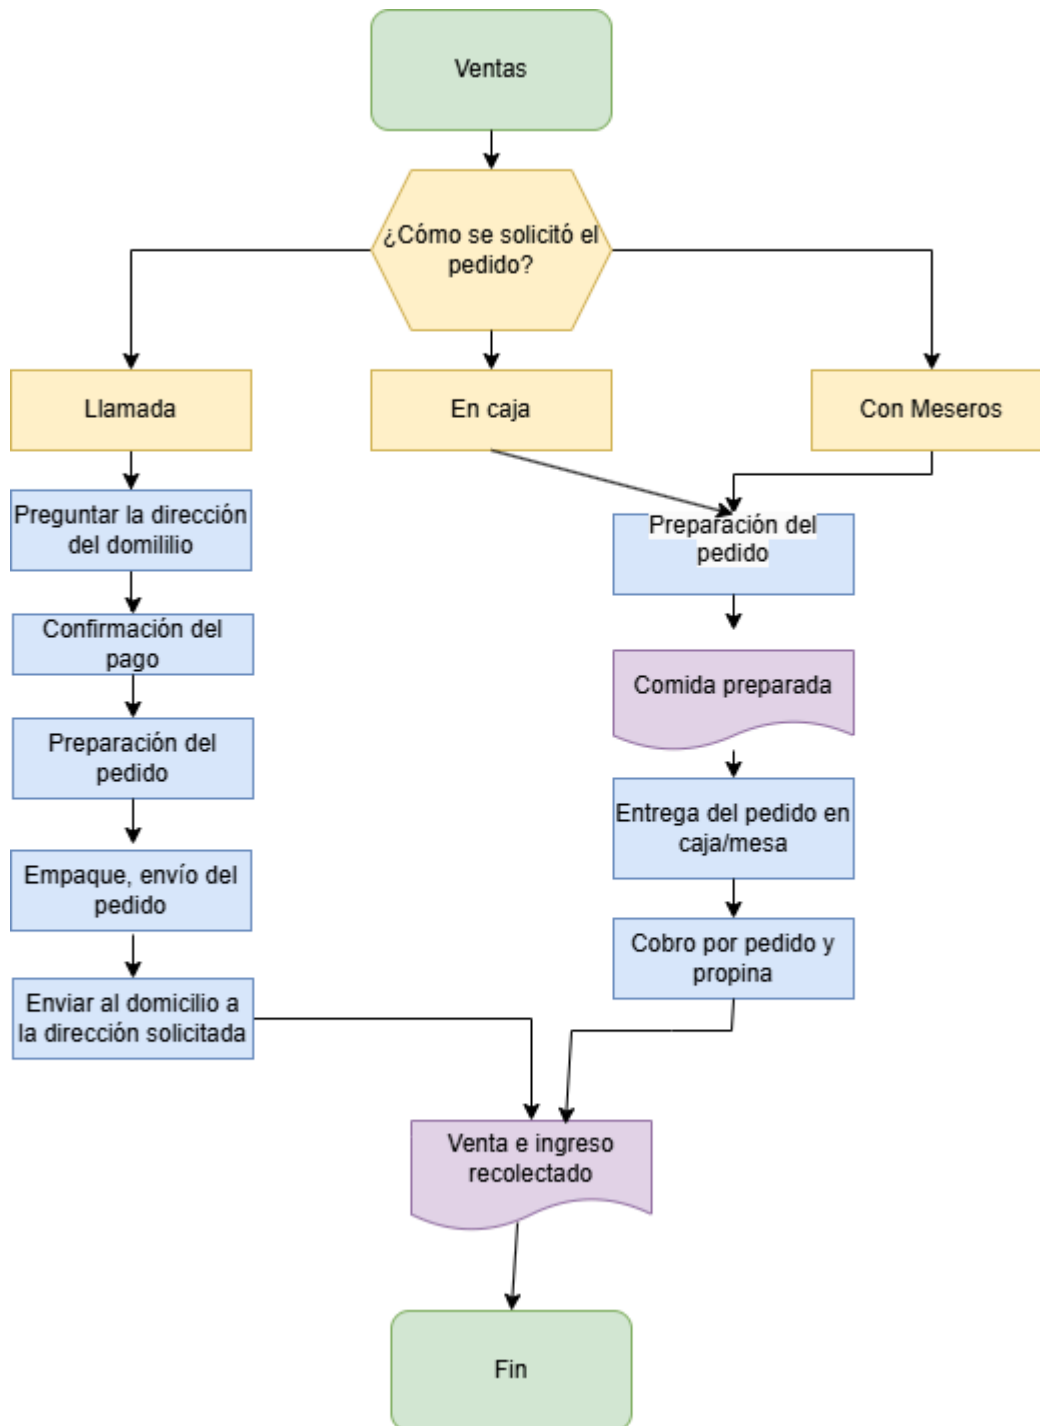 Ventas
¿Cómo se solicitó el
pedido?
Llamada
En caja
Con Meseros
Preguntar la dirección
del domililio
Confirmación del
pago
Preparación del
pedido
Empaque, envío del
pedido
Enviar al domicilio a
la dirección solicitada
Preparación del
pedido
Comida preparada
Entrega del pedido en
caja/mesa
Cobro por pedido y
propina
Venta e ingreso
recolectado
Fin